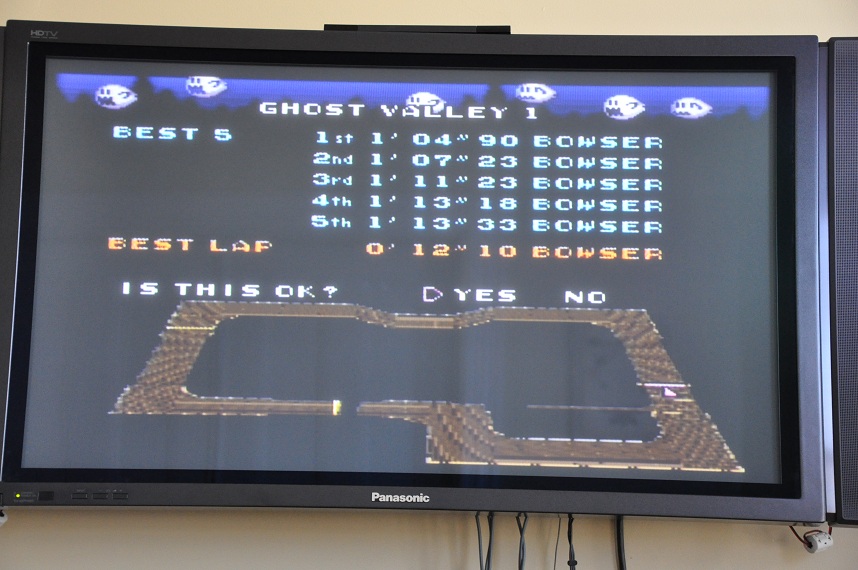 HDTV
GHOST VALLEY 1
BEST 5 1st 1' 04" 90 BOWSER
2nd 1' 07" 23 BOWSER
3rd 1' 11" 23 BOWSER
4th 1' 13" 18 BOWSER
5th 1' 13" 33 BOWSER
BEST LAP 0' 12" 10 BOWSER
IS THIS OK? YES NO
Panasonic